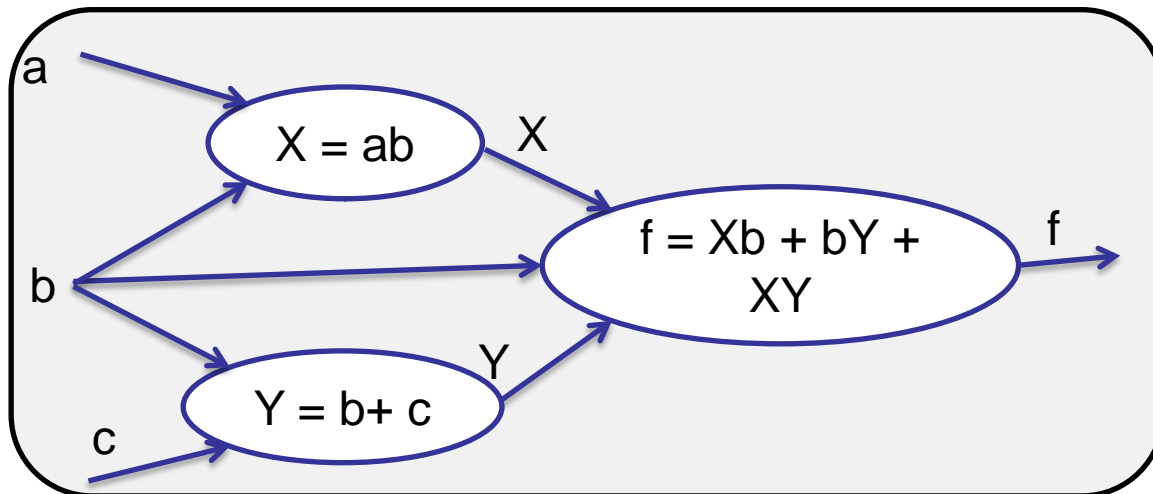 a
X = ab
X
b
f = Xb + bY +
XY
f
Y
Y = b+ c
c